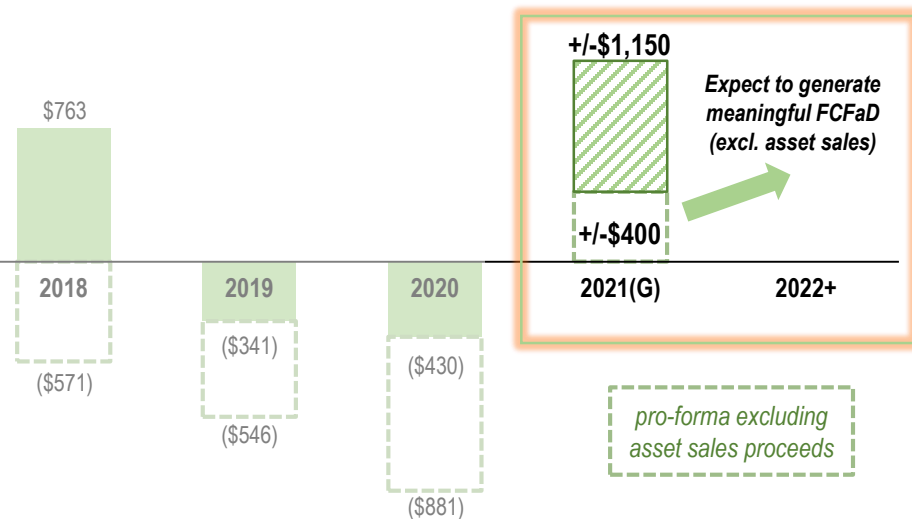 +/-$1,150
Expect to generate
meaningful FCFaD
(excl. asset sales)
$763
+/-$400
2018
2019
2020
2021(G)
2022+
($341)
($430)
($571)
($546)
($881)
pro-forma excluding
asset sales proceeds